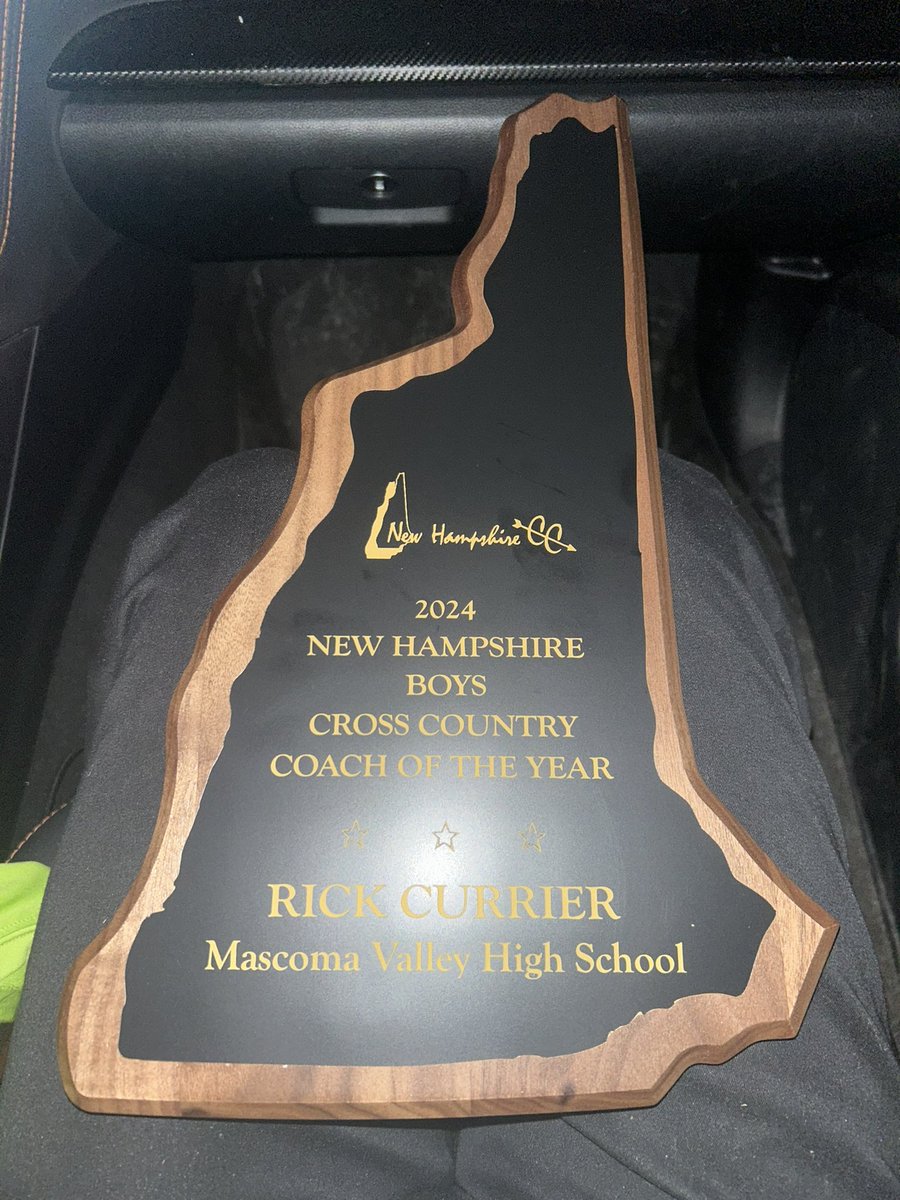 New Hampshire CC
2024
NEW HAMPSHIRE
BOYS
CROSS COUNTRY
COACH OF THE YEAR
RICK CURRIER
Mascoma Valley High School